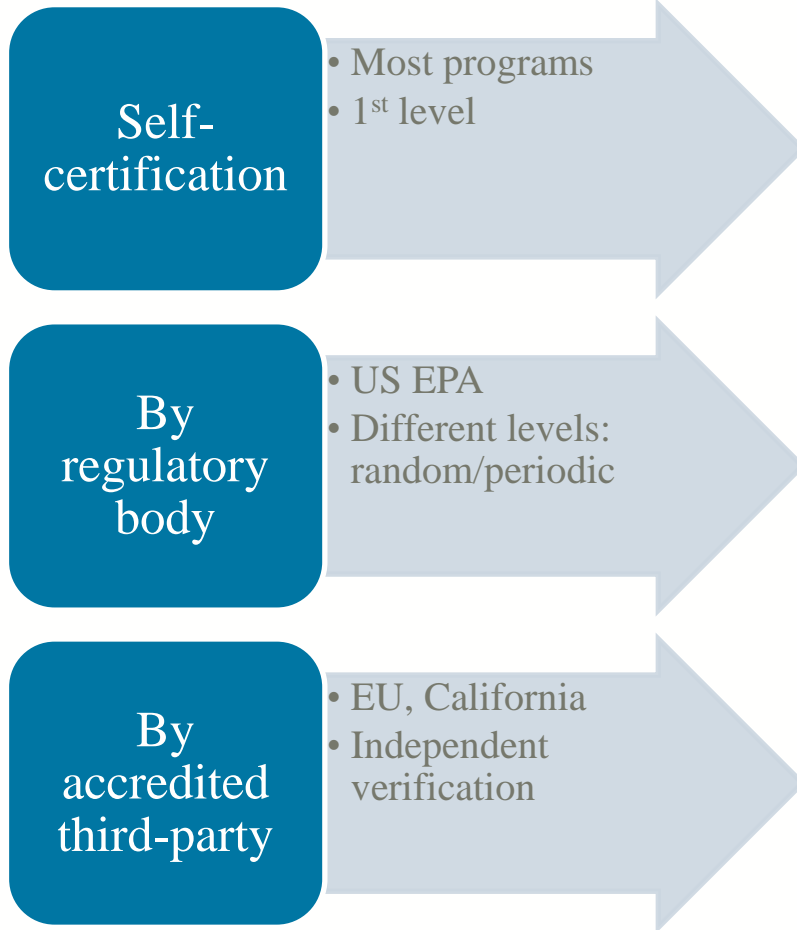 Self-
certification
• Most programs
• 1st level
By
regulatory
body
• US EPA
• Different levels:
random/periodic
By
accredited
third-party
• EU, California
• Independent
verification